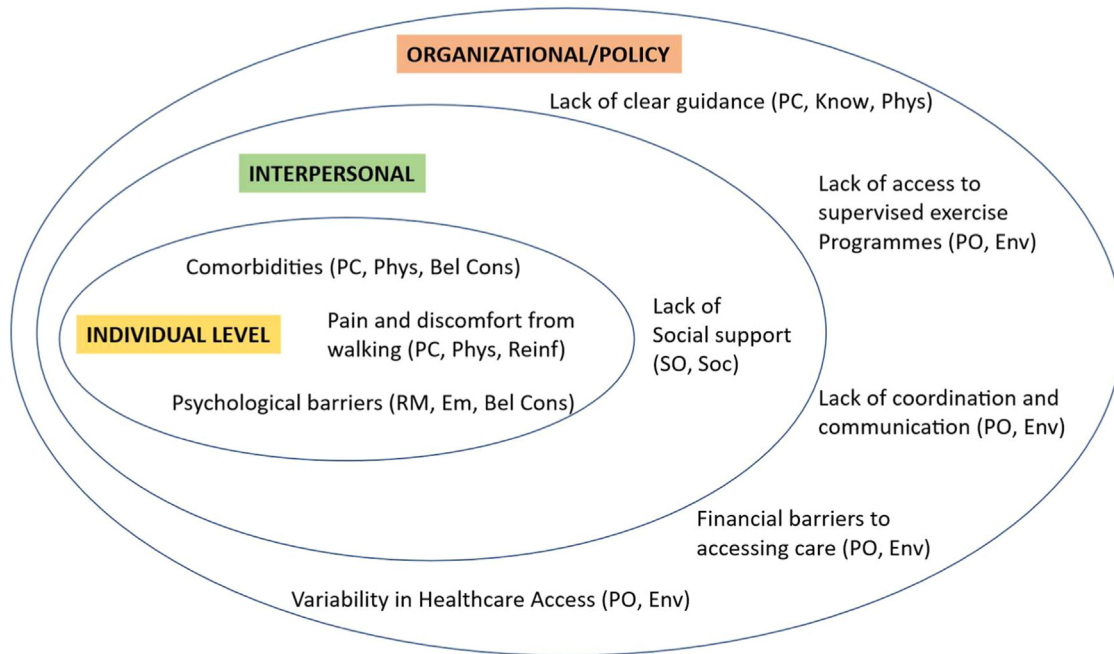 ORGANIZATIONAL/POLICY
Lack of clear guidance (PC, Know, Phys)
INTERPERSONAL
Lack of access to
supervised exercise
Programmes (PO, Env)
Comorbidities (PC, Phys, Bel Cons)
INDIVIDUAL LEVEL
Pain and discomfort from
walking (PC, Phys, Reinf)
Lack of
Social support
(SO, Soc)
Psychological barriers (RM, Em, Bel Cons)
Lack of coordination and
communication (PO, Env)
Financial barriers to
accessing care (PO, Env)
Variability in Healthcare Access (PO, Env)